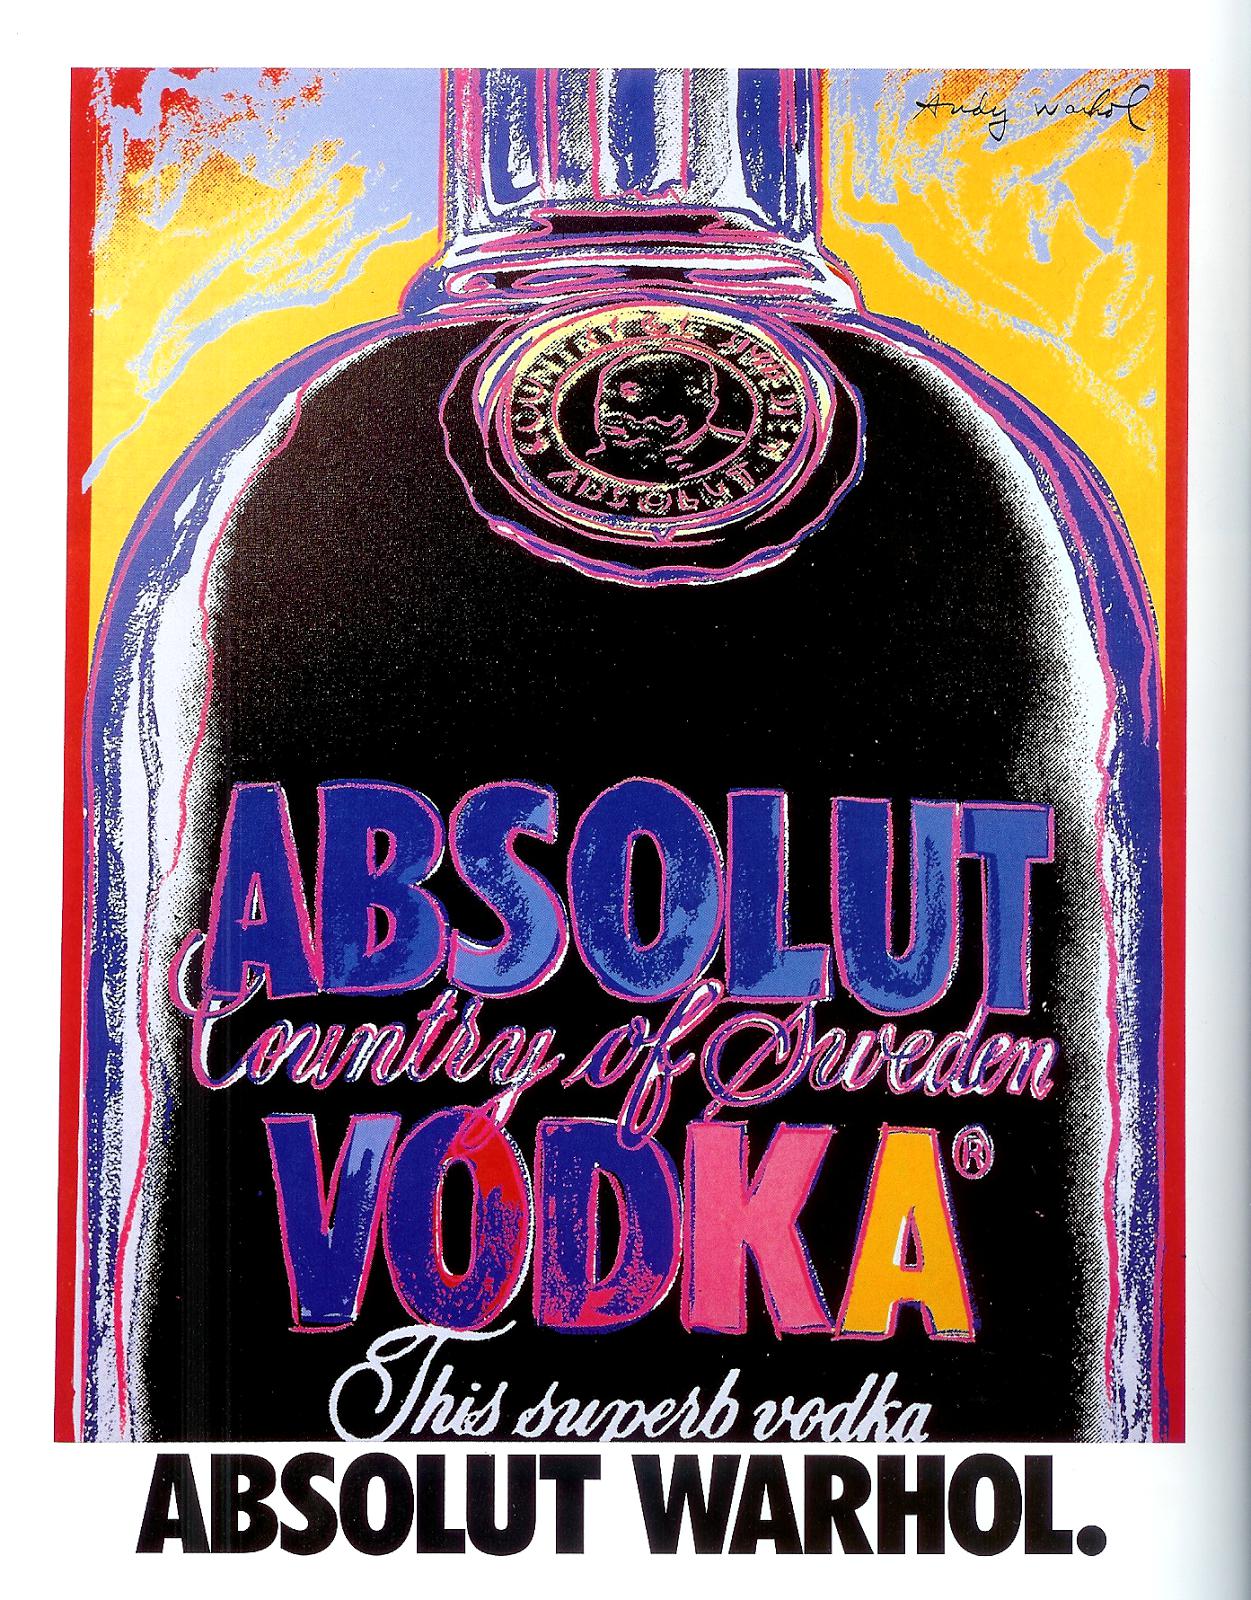 Andy Warhol
COUNTRY OF SWEDEN
ABSOLUT
ABSOLUT
Country of Sweden
VODKA®
This superb vodka
ABSOLUT WARHOL.